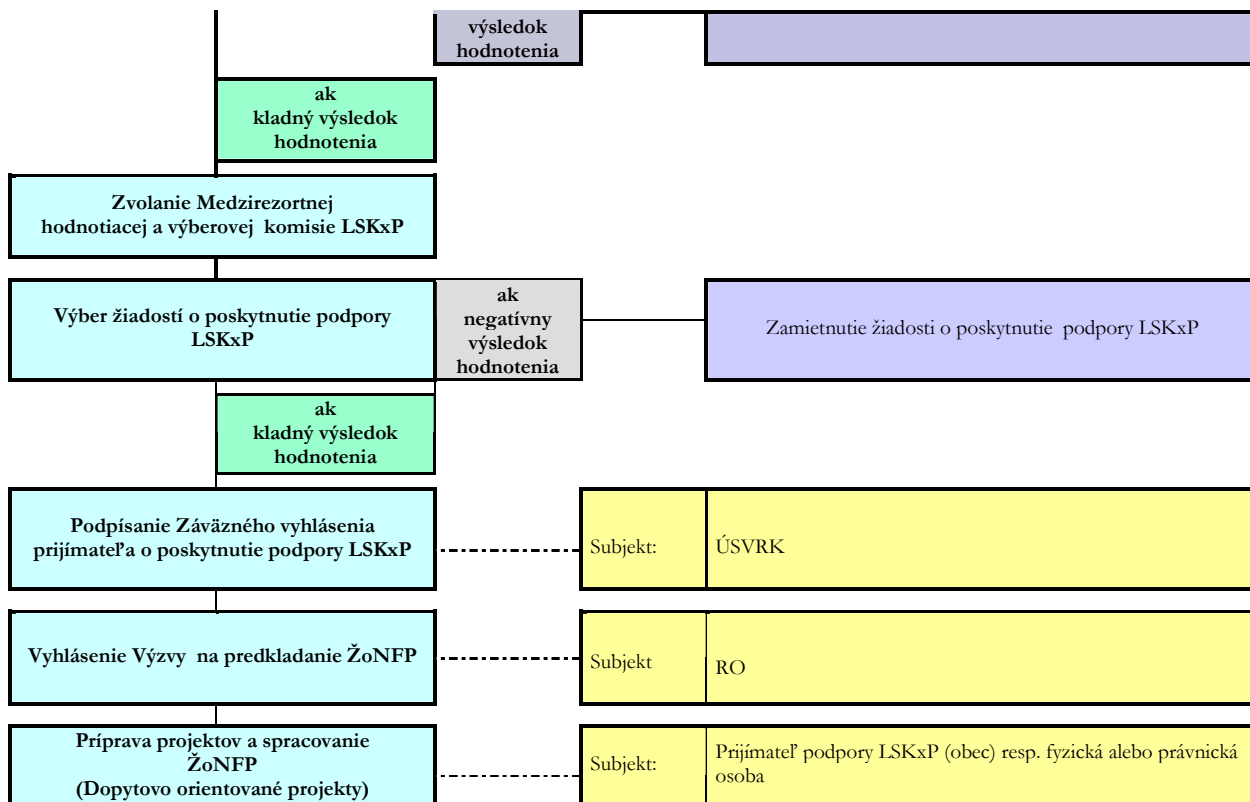 výsledok
hodnotenia
ak
kladný výsledok
hodnotenia
Zvolanie Medzirezortnej
hodnotiacej a výberovej komisie LSKxP
Výber žiadostí o poskytnutie podpory
LSKxP
ak
negatívny
výsledok
hodnotenia
Zamietnutie žiadosti o poskytnutie podpory LSKxP
ak
kladný výsledok
hodnotenia
Podpísanie Záväzného vyhlásenia
prijímateľa o poskytnutie podpory LSKxP
Subjekt:
ÚSVRK
Vyhlásenie Výzvy na predkladanie ŽoNFP
Subjekt
RO
Príprava projektov a spracovanie
ŽoNFP
(Dopytovo orientované projekty)
Subjekt:
Prijímateľ podpory LSKxP (obec) resp. fyzická alebo právnická
osoba